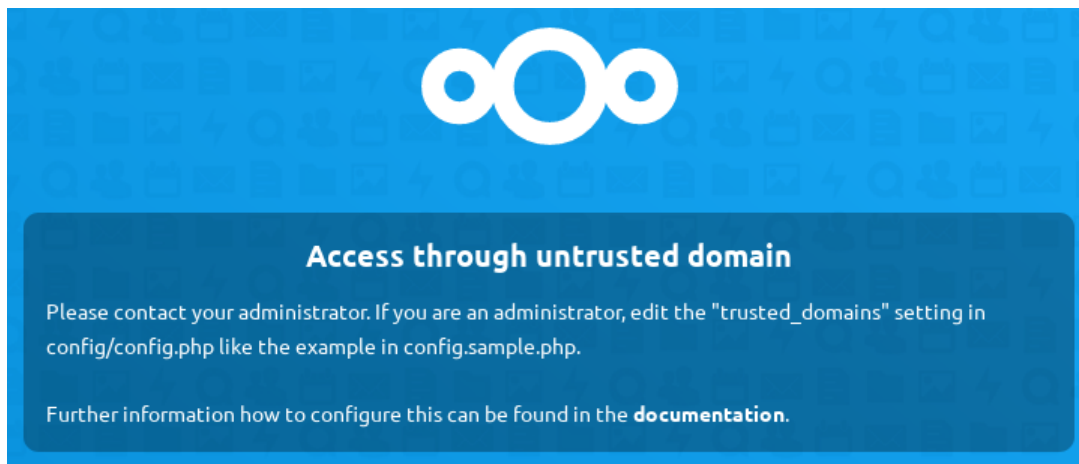 Access through untrusted domain
Please contact your administrator. If you are an administrator, edit the "trusted_domains" setting in
config/config.php like the example in config.sample.php.
Further information how to configure this can be found in the documentation.